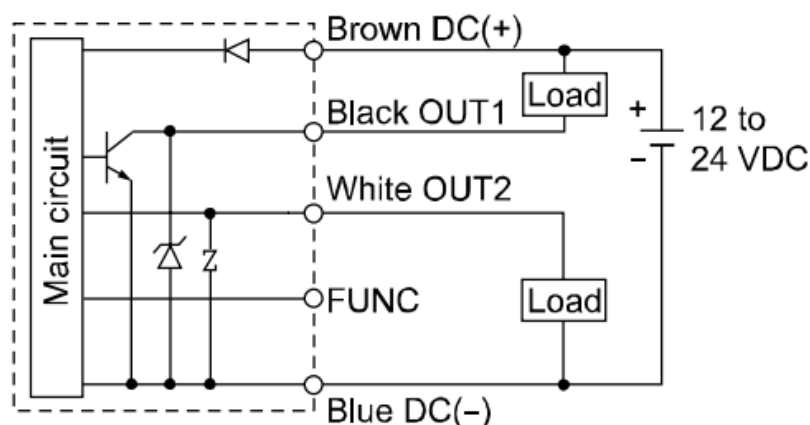 Brown DC(+)
Load
Black OUT1
+
12 to
–
24 VDC
White OUT2
Main circuit
Z
FUNC
Load
Blue DC(–)